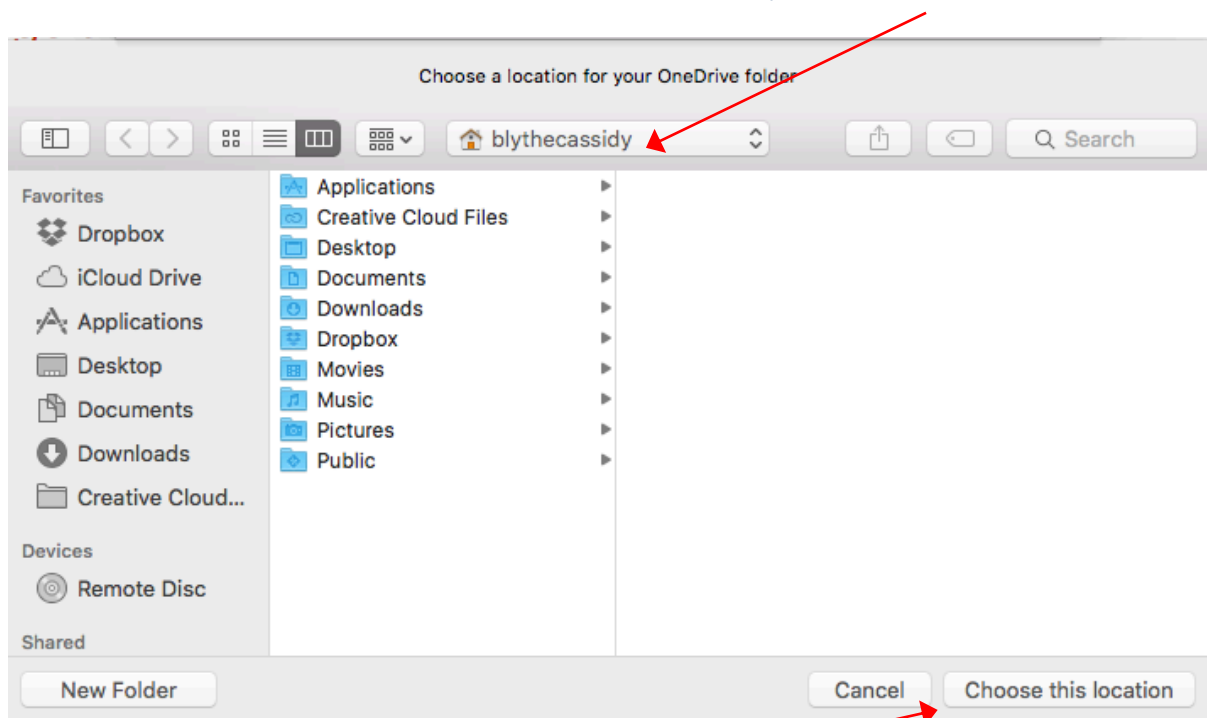 Choose a location for your OneDrive folder
blythecassidy
Search
Favorites
Dropbox
iCloud Drive
Applications
Desktop
Documents
Downloads
Creative Cloud...
Devices
Remote Disc
Shared
Applications
Creative Cloud Files
Desktop
Documents
Downloads
Dropbox
Movies
Music
Pictures
Public
New Folder
Cancel
Choose this location